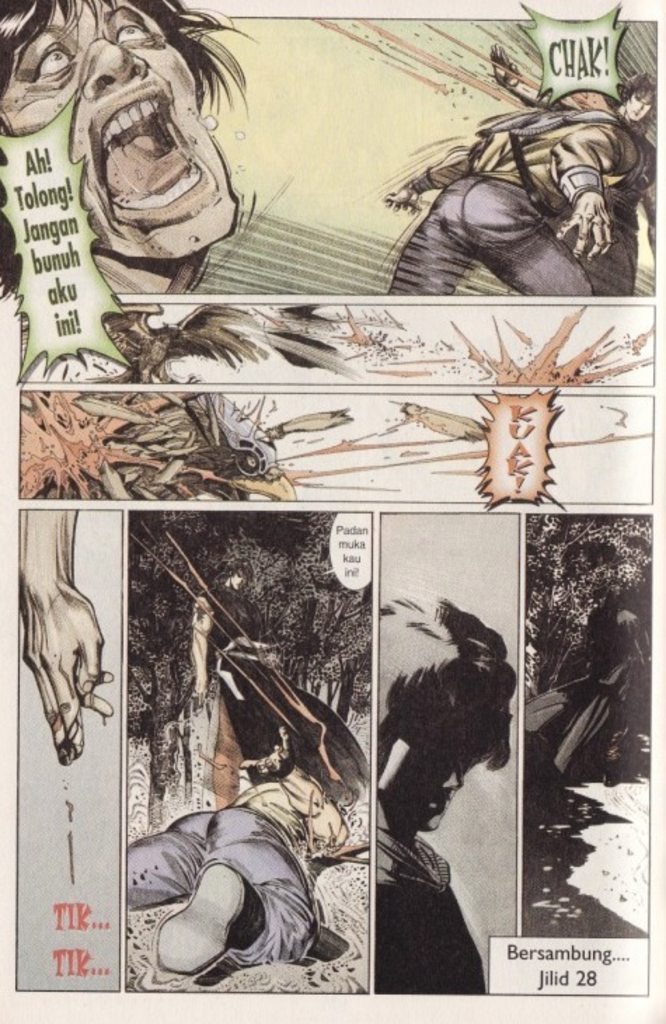 CHAK!
Ah!
Tolong!
Jangan
bunuh
aku
ini!
KUAK!
Padan
muka
kau
ini!
TIK...
TIK...
Bersambung....
Jilid 28